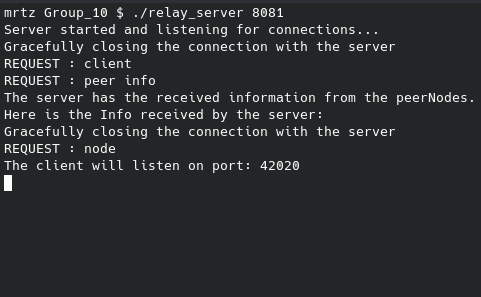 mrtz Group_10 $ ./relay_server 8081
Server started and listening for connections...
Gracefully closing the connection with the server
REQUEST : client
REQUEST : peer info
The server has the received information from the peerNodes.
Here is the Info received by the server:
Gracefully closing the connection with the server
REQUEST : node
The client will listen on port: 42020